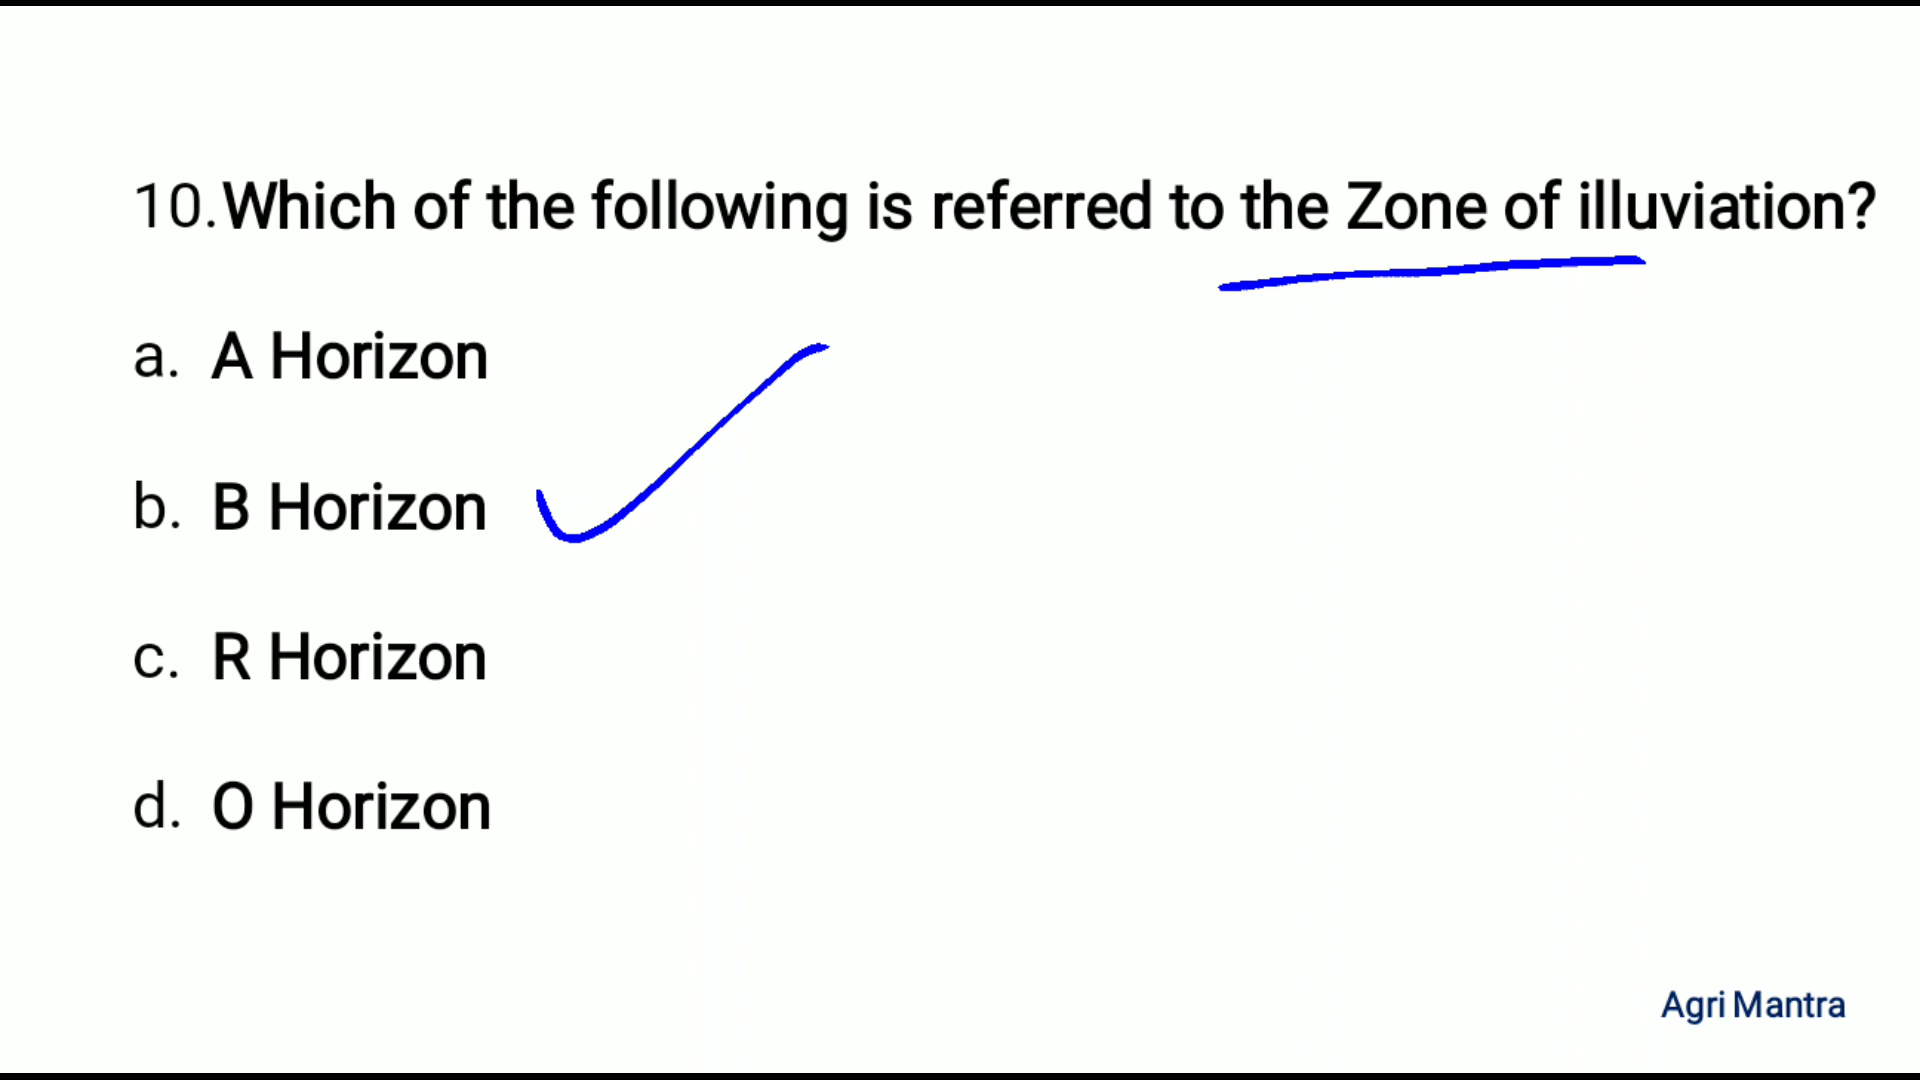 10.Which of the following is referred to the Zone of illuviation?
a. A Horizon
b. B Horizon
c. R Horizon
d. O Horizon
Agri Mantra